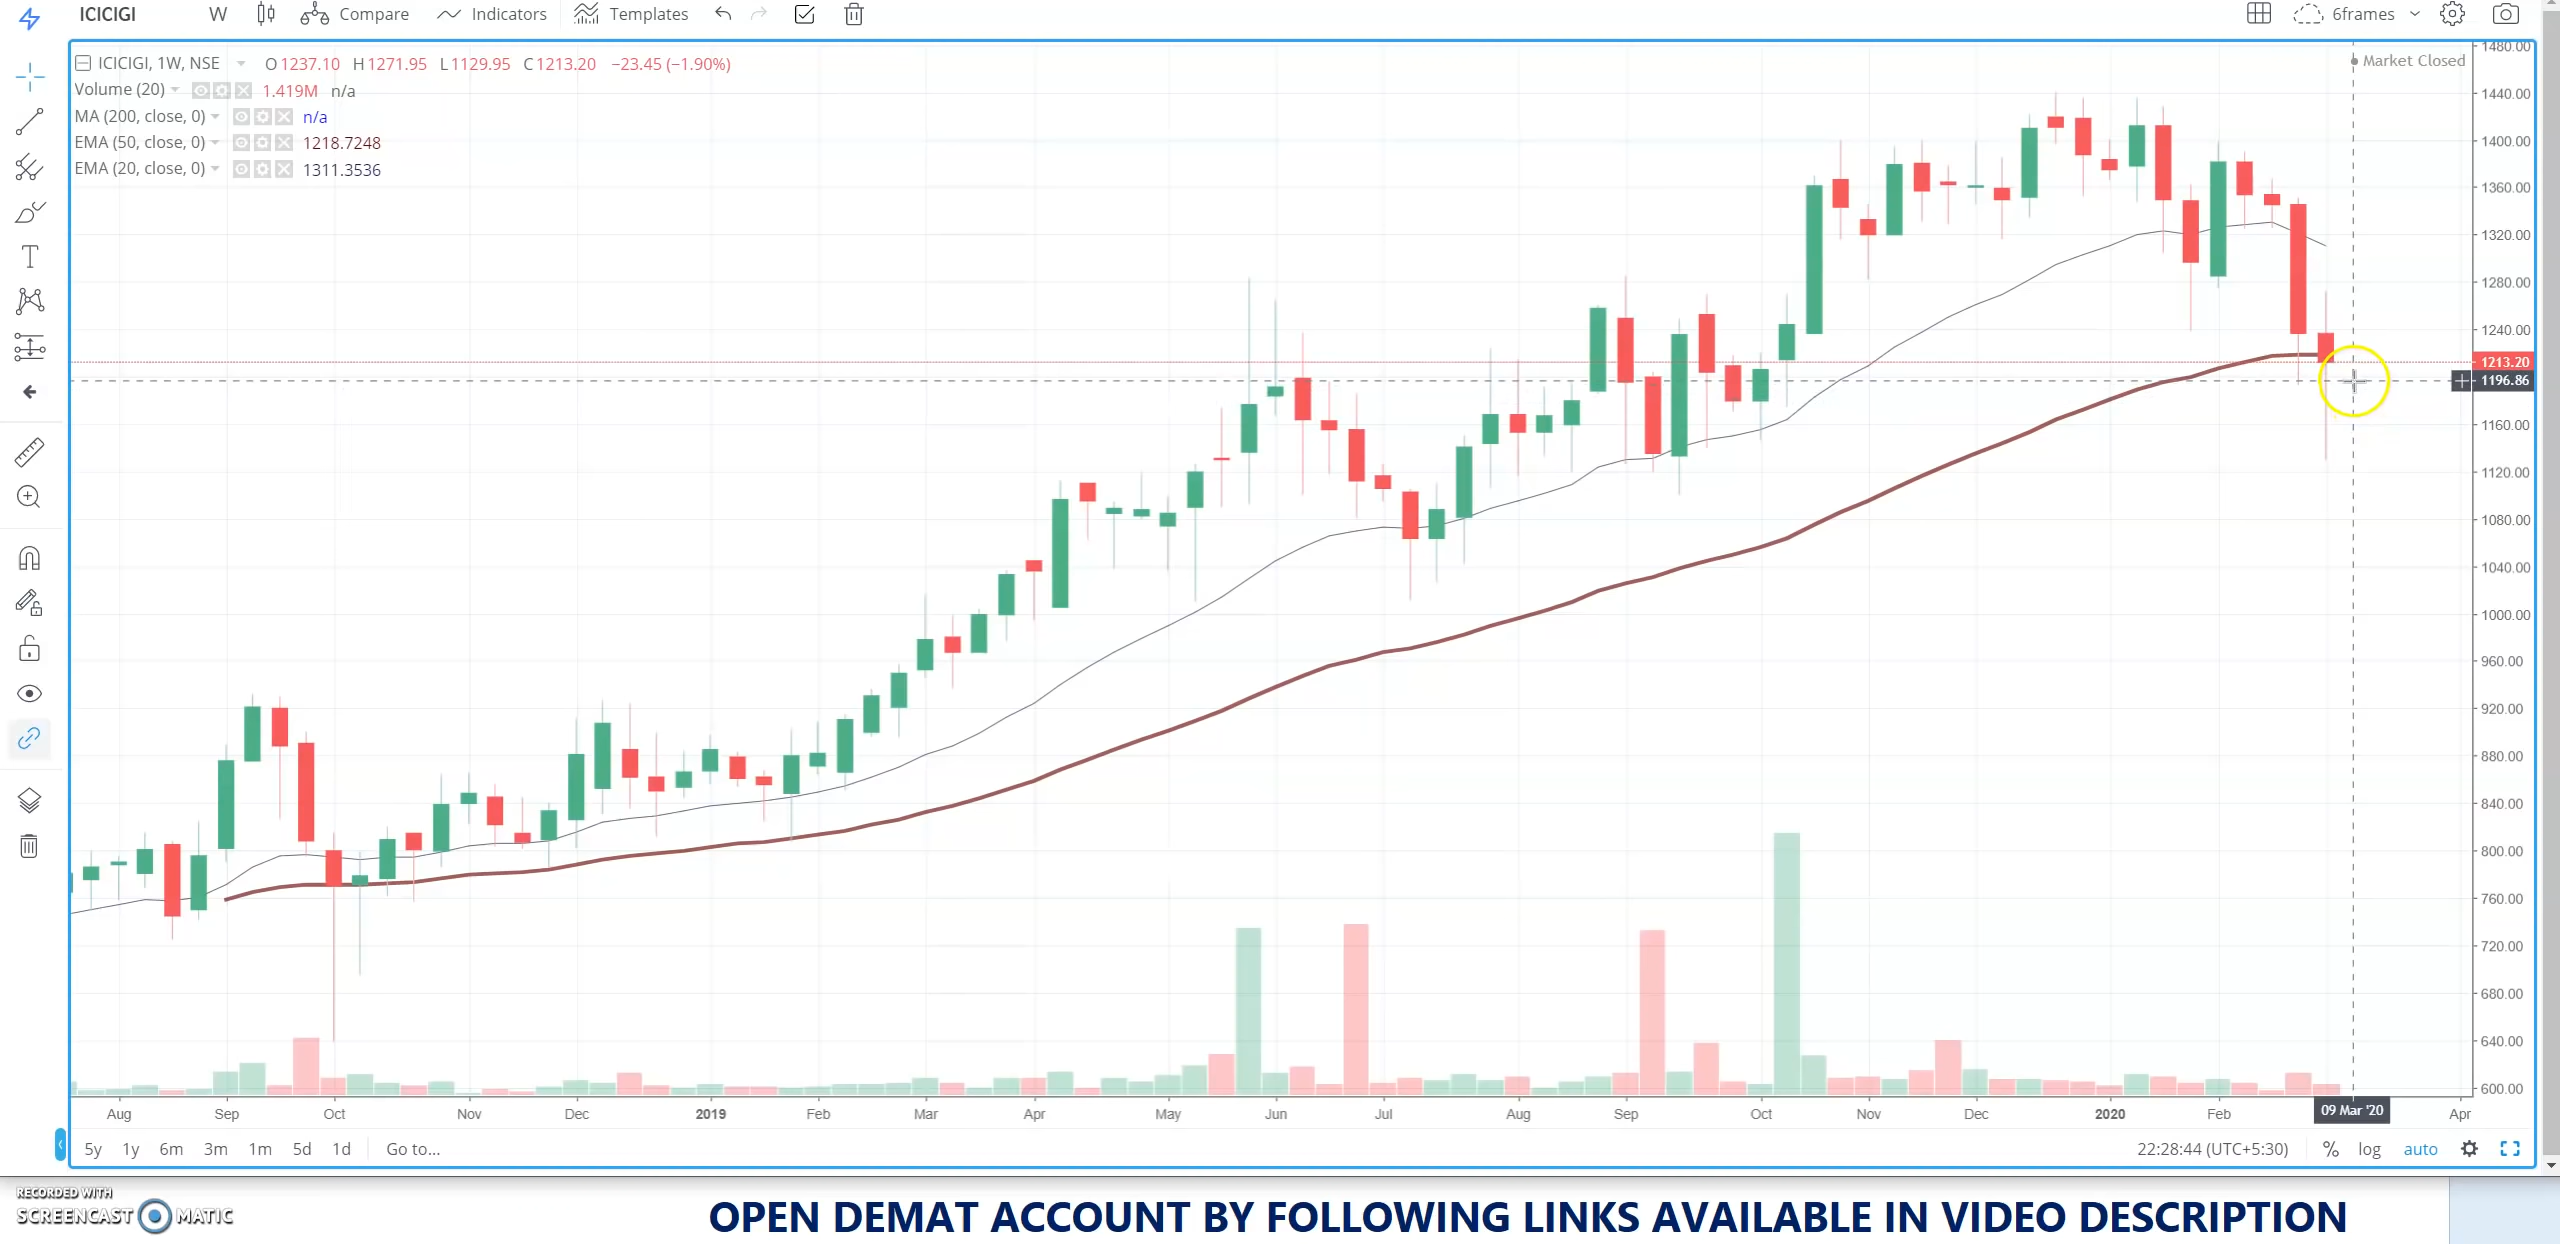 ICICIGI W Compare Indicators Templates 6frames
ICICIGI, 1W, NSE O1237.10 H1271.95 L1129.95 C1213.20 −23.45 (−1.90%)
Market Closed
Volume (20) 1.419M n/a
MA (200, close, 0) n/a
EMA (50, close, 0) 1218.7248
EMA (20, close, 0) 1311.3536
1480.00
1440.00
1400.00
1360.00
1320.00
1280.00
1240.00
1213.20
1196.86
1160.00
1120.00
1080.00
1040.00
1000.00
960.00
920.00
880.00
840.00
800.00
760.00
720.00
680.00
640.00
600.00
Aug Sep Oct Nov Dec 2019 Feb Mar Apr May Jun Jul Aug Sep Oct Nov Dec 2020 Feb 09 Mar '20 Apr
5y 1y 6m 3m 1m 5d 1d Go to... 22:28:44 (UTC+5:30) % log auto
RECORDED WITH
SCREENCAST MATIC
OPEN DEMAT ACCOUNT BY FOLLOWING LINKS AVAILABLE IN VIDEO DESCRIPTION